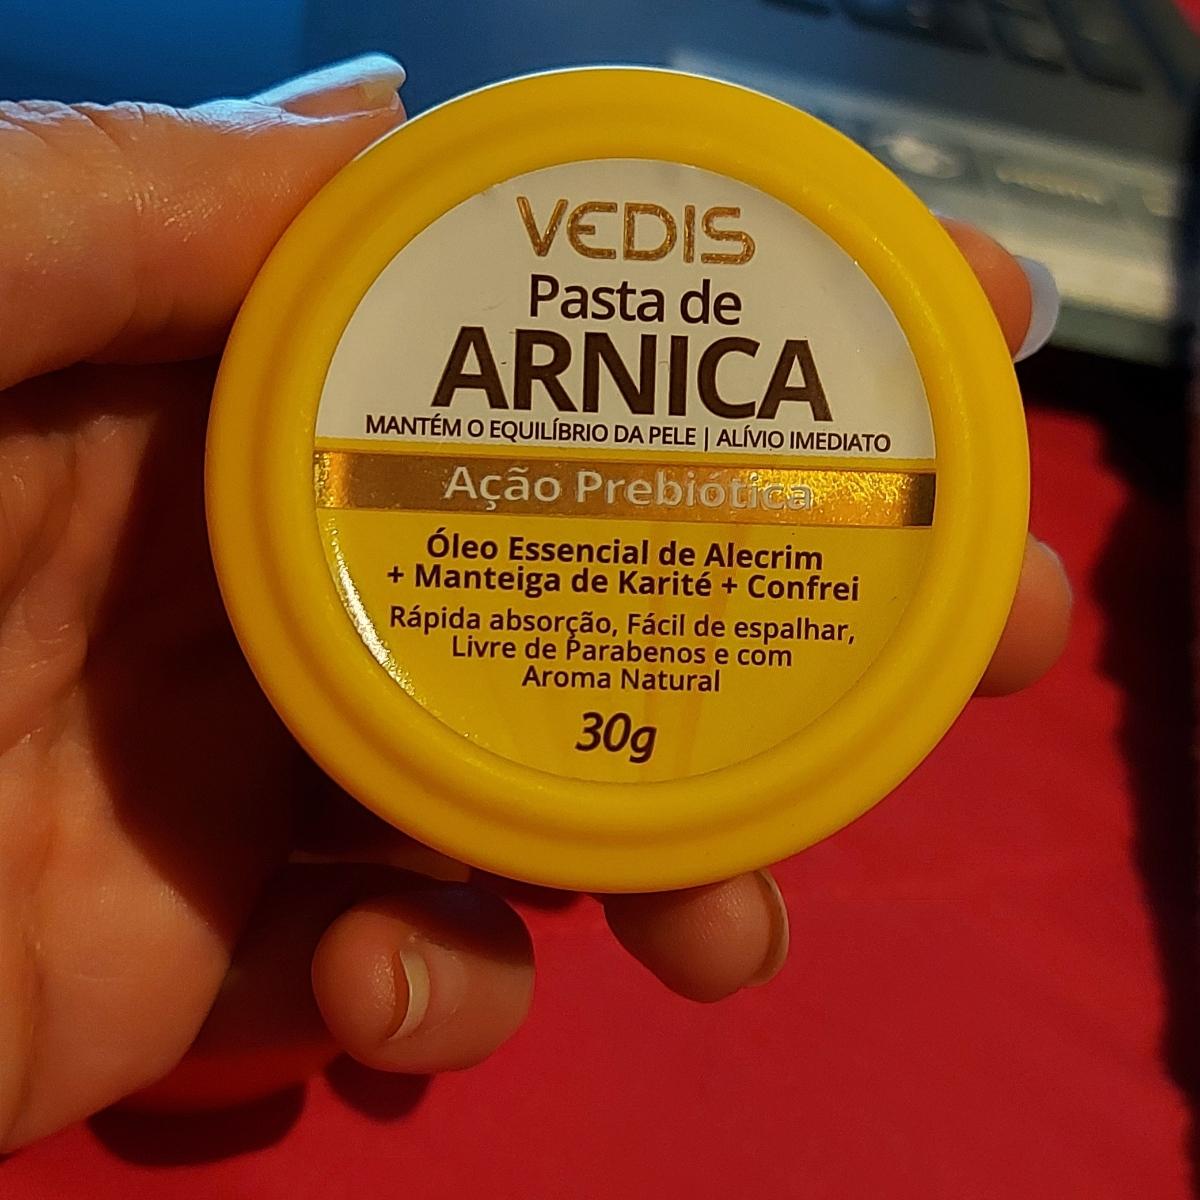 VEDIS
Pasta de
ARNICA
MANTÉM O EQUILÍBRIO DA PELE | ALÍVIO IMEDIATO
Ação Prebiótica
Óleo Essencial de Alecrim
+ Manteiga de Karité + Confrei
Rápida absorção, Fácil de espalhar,
Livre de Parabenos e com
Aroma Natural
30g